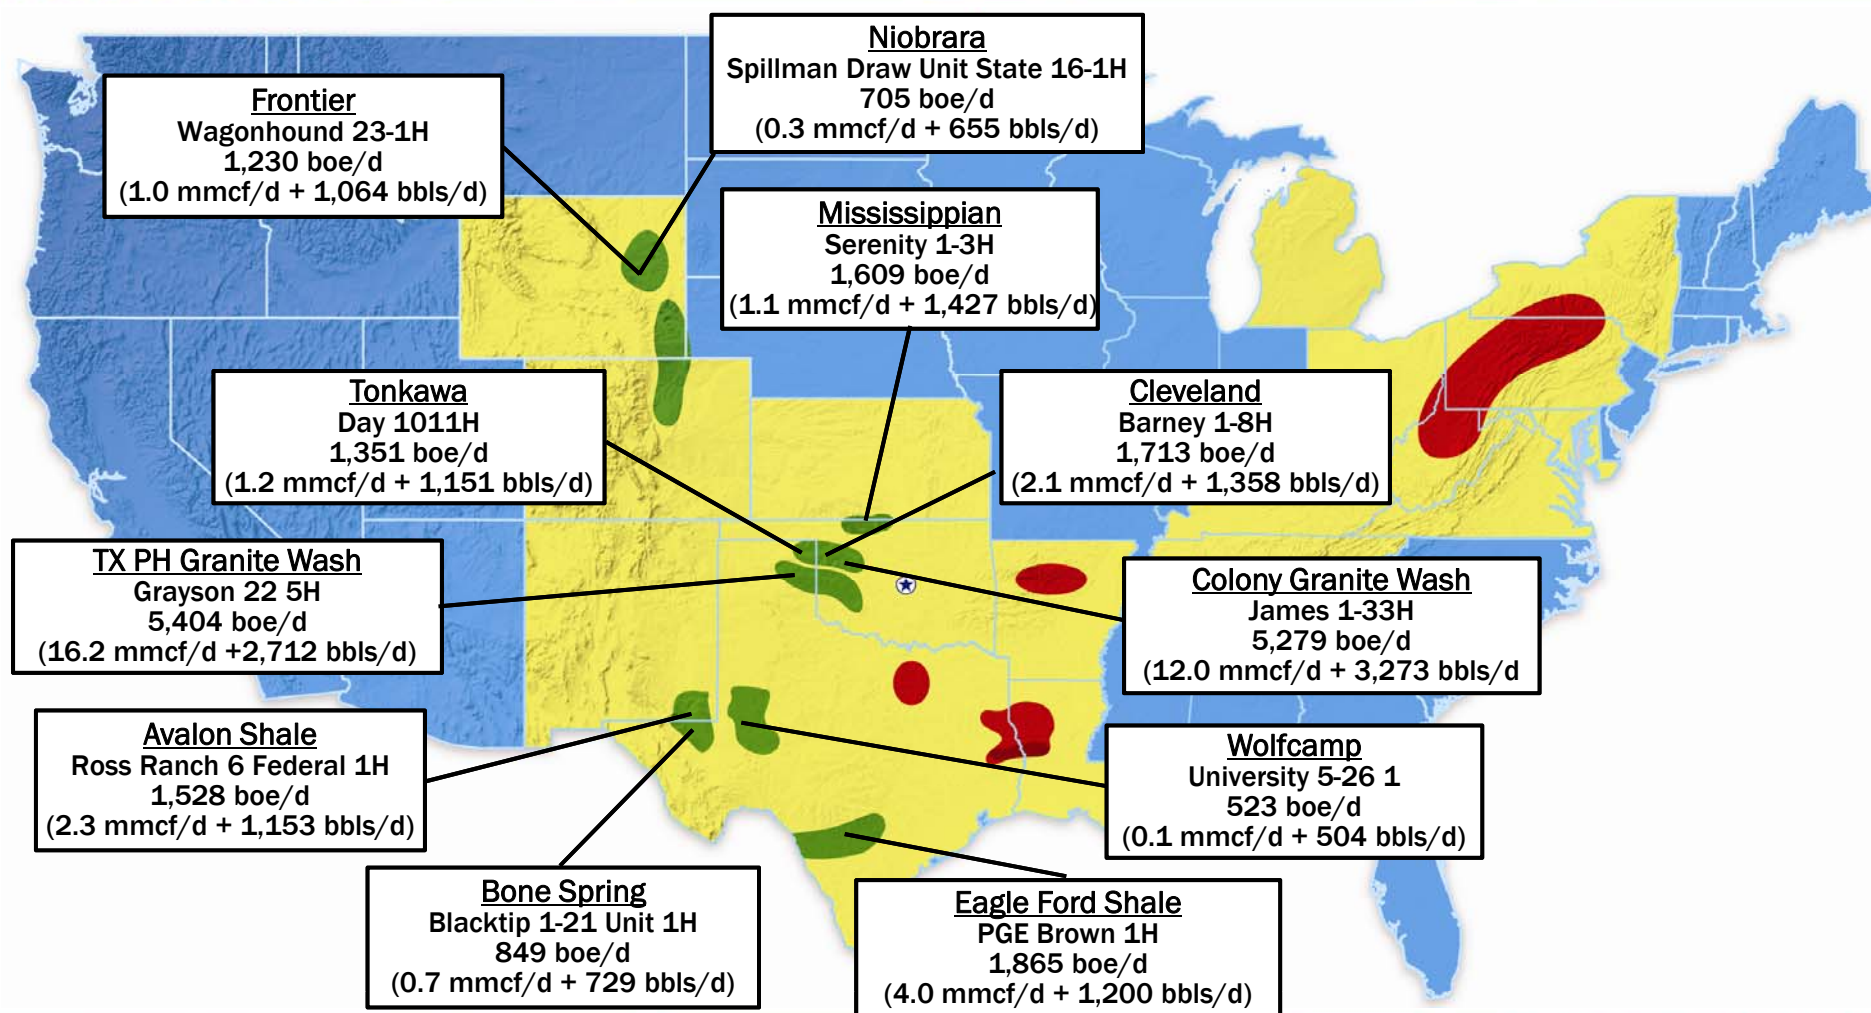 Niobrara
Spillman Draw Unit State 16-1H
705 boe/d
(0.3 mmcf/d + 655 bbls/d)
Frontier
Wagonhound 23-1H
1,230 boe/d
(1.0 mmcf/d + 1,064 bbls/d)
Mississippian
Serenity 1-3H
1,609 boe/d
(1.1 mmcf/d + 1,427 bbls/d)
Tonkawa
Day 1011H
1,351 boe/d
(1.2 mmcf/d + 1,151 bbls/d)
Cleveland
Barney 1-8H
1,713 boe/d
(2.1 mmcf/d + 1,358 bbls/d)
TX PH Granite Wash
Grayson 22 5H
5,404 boe/d
(16.2 mmcf/d +2,712 bbls/d)
Colony Granite Wash
James 1-33H
5,279 boe/d
(12.0 mmcf/d + 3,273 bbls/d
Avalon Shale
Ross Ranch 6 Federal 1H
1,528 boe/d
(2.3 mmcf/d + 1,153 bbls/d)
Wolfcamp
University 5-26 1
523 boe/d
(0.1 mmcf/d + 504 bbls/d)
Bone Spring
Blacktip 1-21 Unit 1H
849 boe/d
(0.7 mmcf/d + 729 bbls/d)
Eagle Ford Shale
PGE Brown 1H
1,865 boe/d
(4.0 mmcf/d + 1,200 bbls/d)